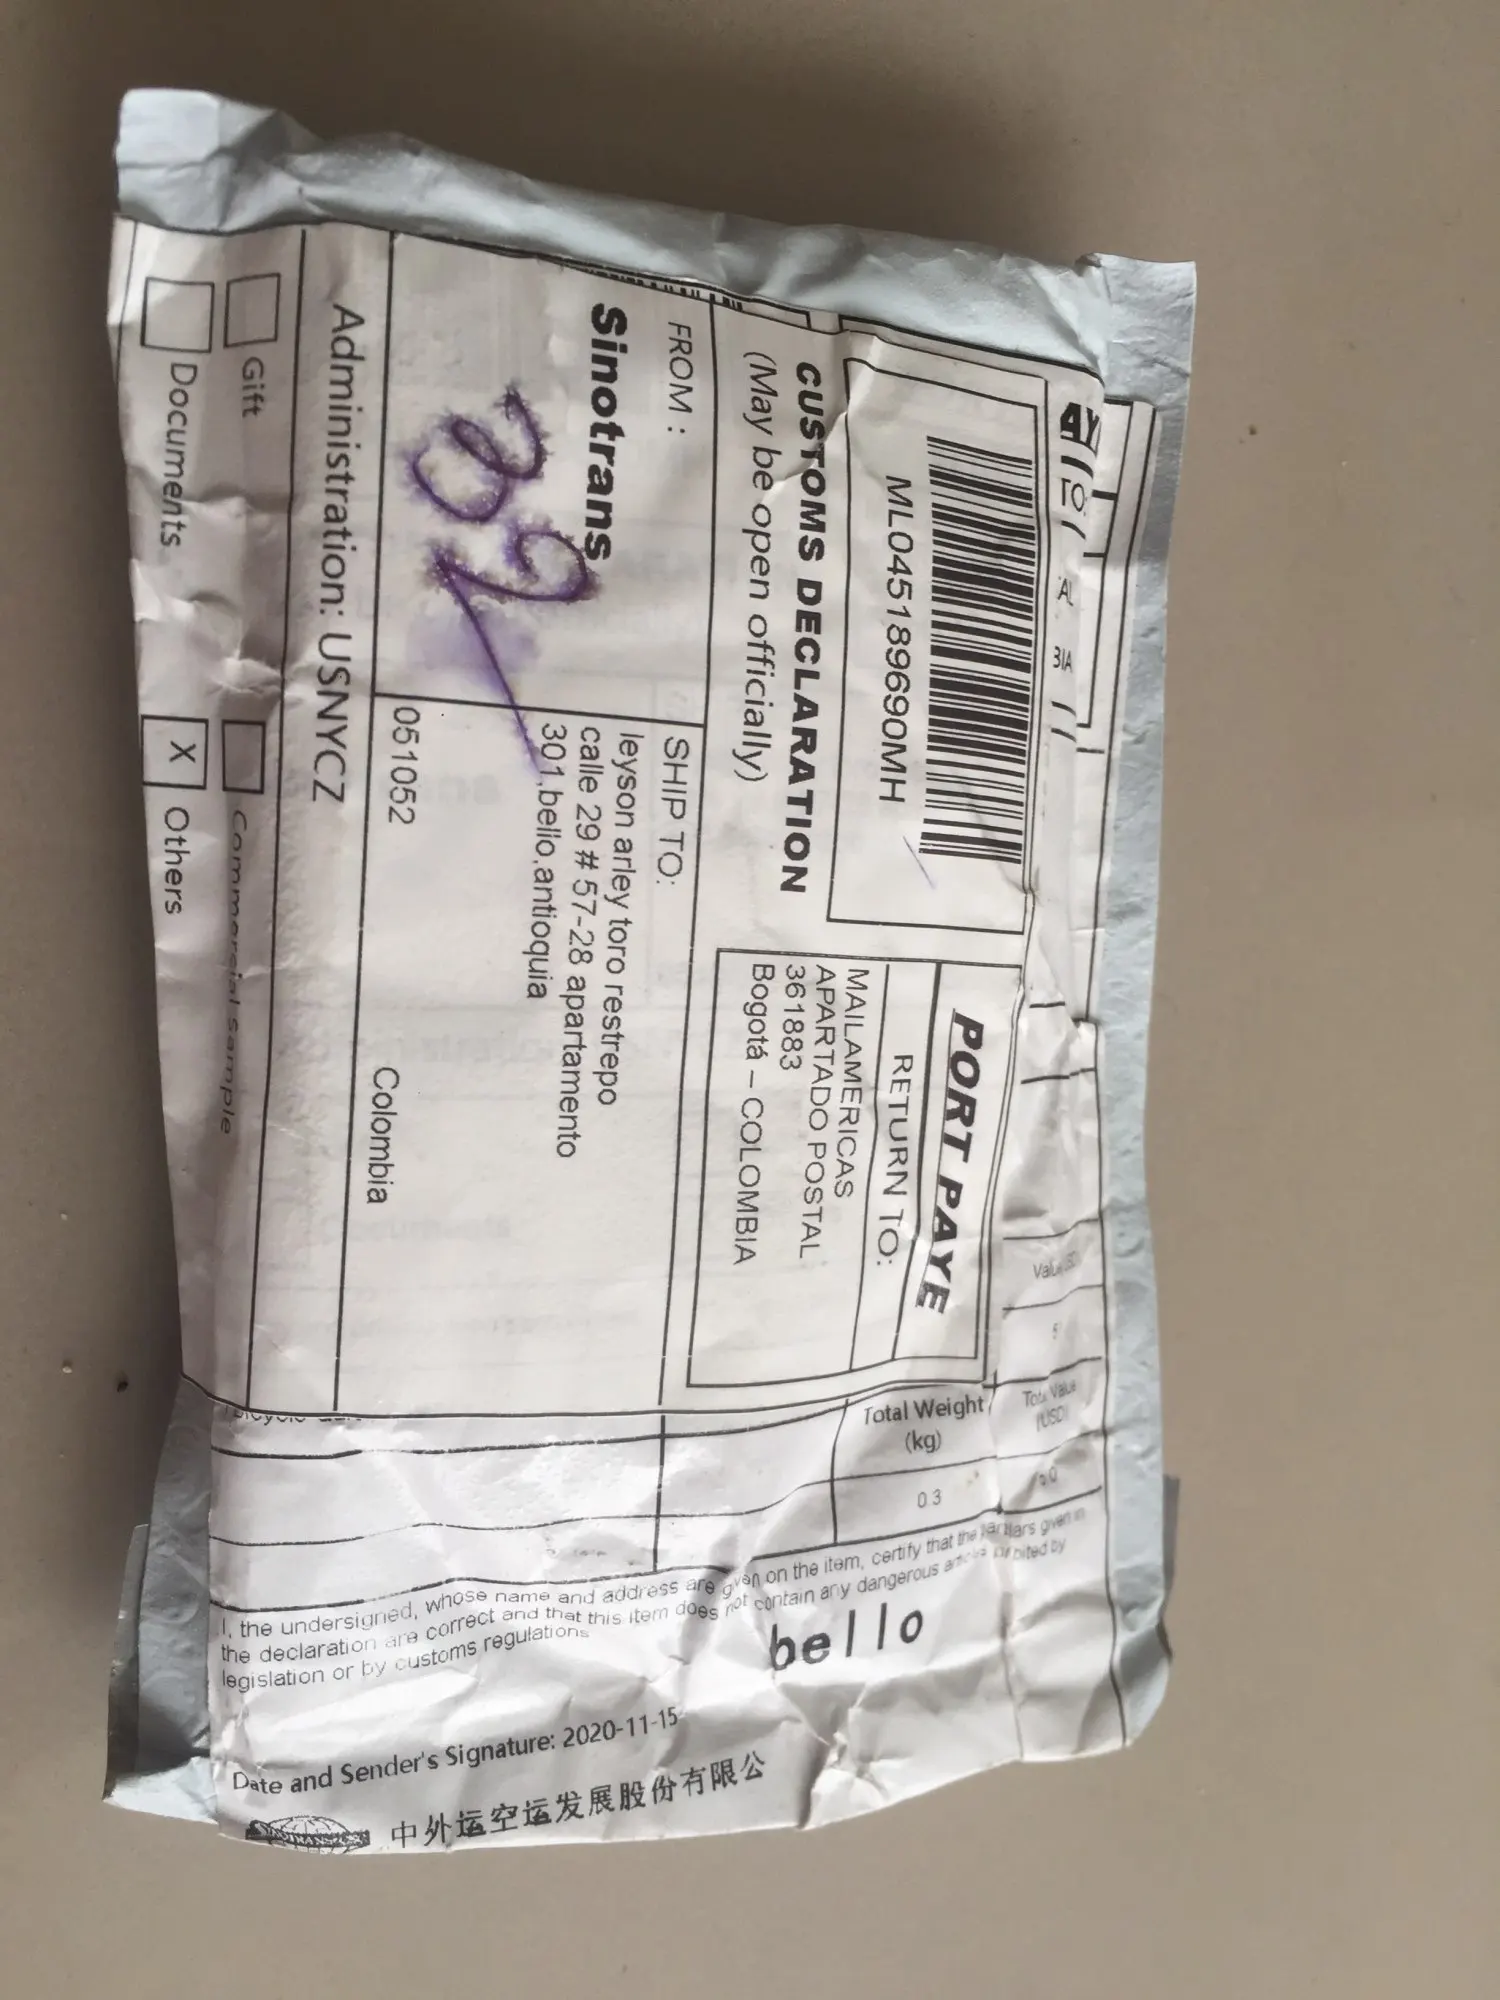 PORT PAYE
RETURN TO:
MAILAMERICAS
APARTADO POSTAL
361883
Bogotá – COLOMBIA
ML045189690MH
CUSTOMS DECLARATION
(May be open officially)
FROM :
Sinotrans
32
SHIP TO:
leyson arley toro restrepo
calle 29 # 57-28 apartamento
301,bello,antioquia
051052
Colombia
Administration: USNYCZ
Gift
Commercial sample
Documents
X
Others
Total Weight
(kg)
Total Value
(USD)
0.3
I, the undersigned, whose name and address are given on the item, certify that the given in
the declaration are correct and that this item does not contain any dangerous by
legislation or by customs regulations
bello
Date and Sender's Signature: 2020-11-15
中外运空运发展股份有限公